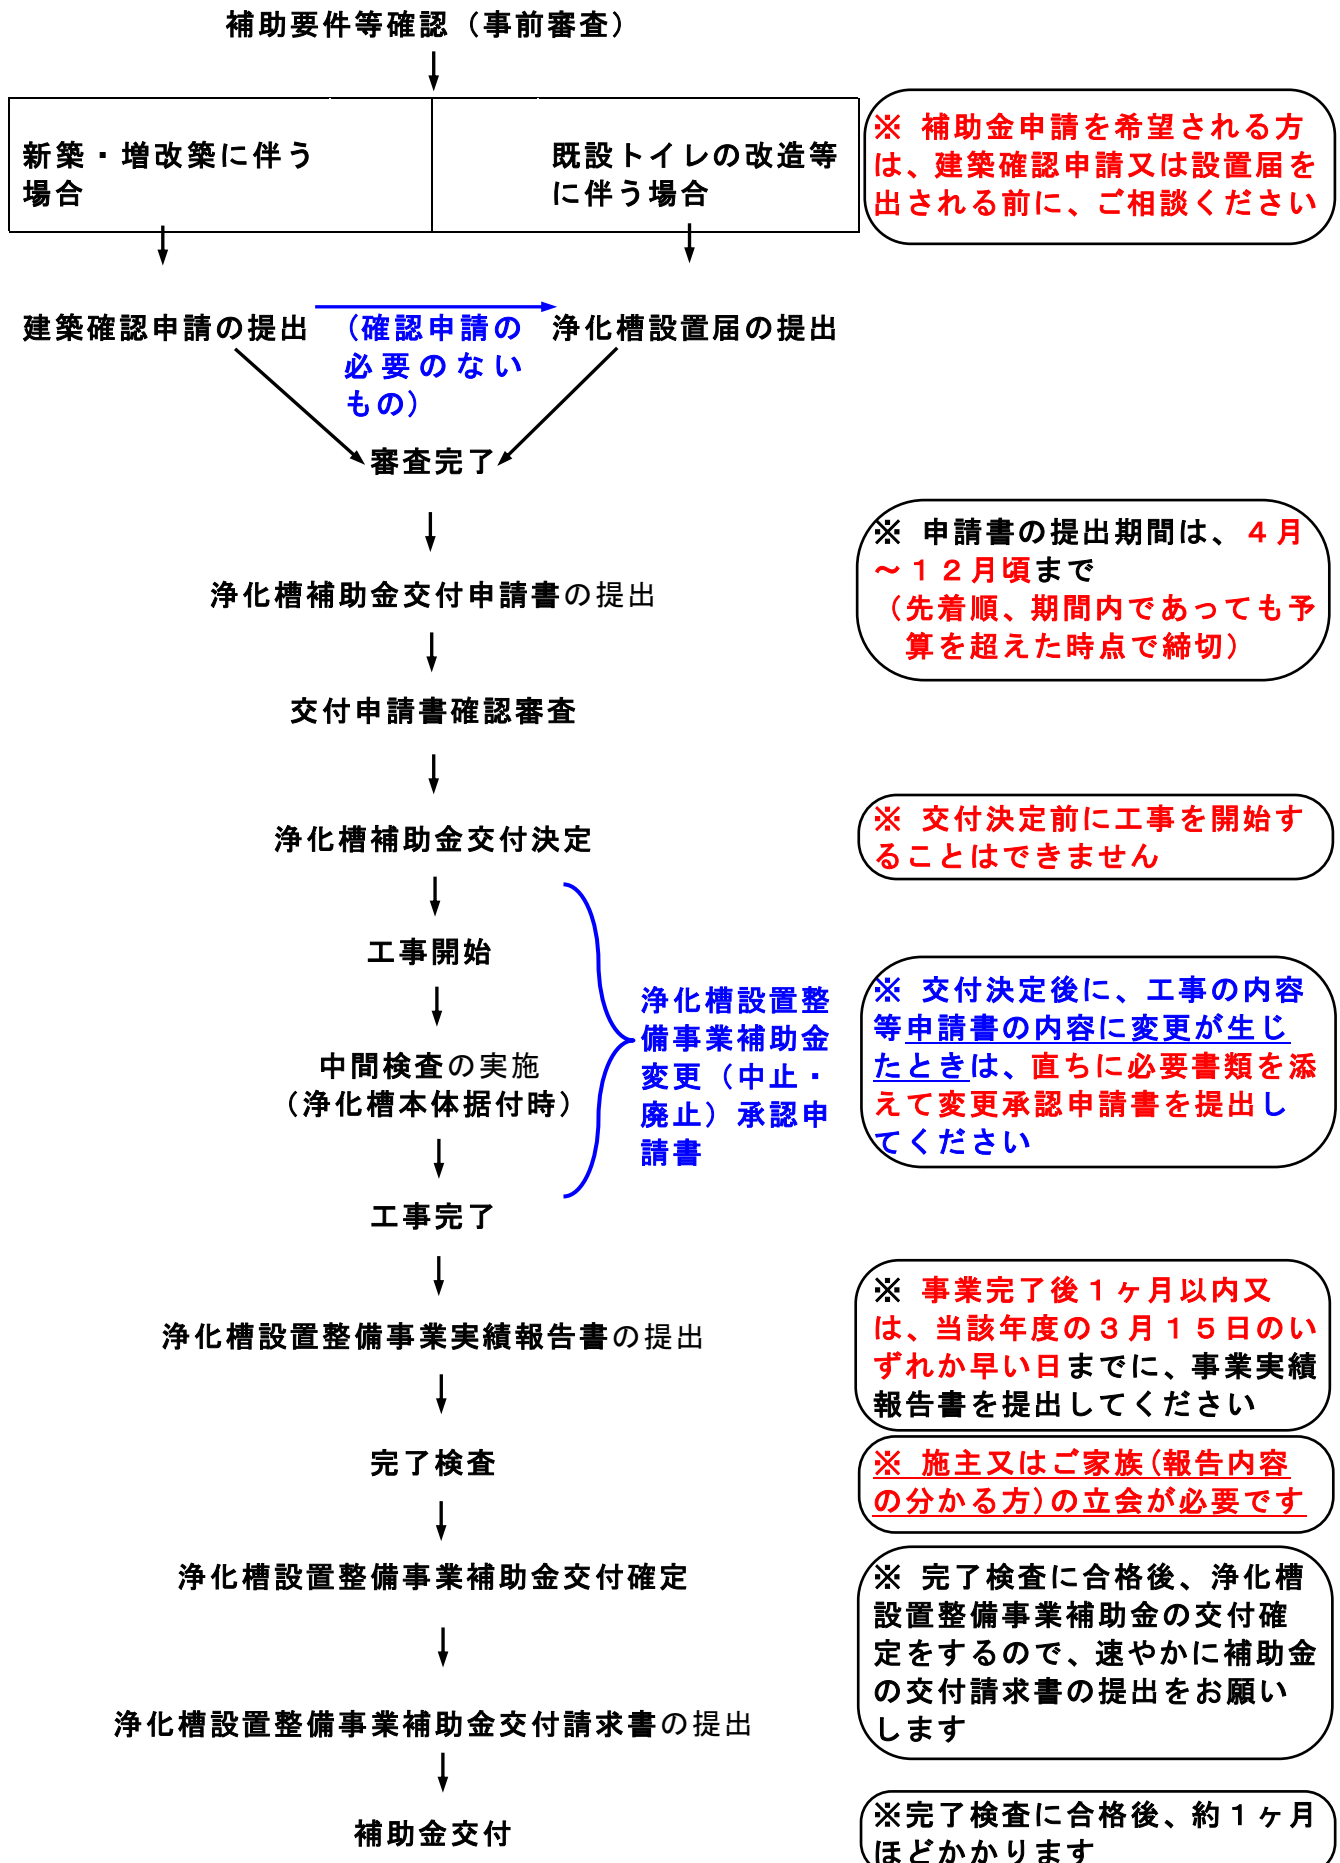 補助要件等確認（事前審査）
新築・増改築に伴う
場合
既設トイレの改造等
に伴う場合
※ 補助金申請を希望される方
は、建築確認申請又は設置届を
出される前に、ご相談ください
建築確認申請の提出
（確認申請の
必要のない
もの）
浄化槽設置届の提出
審査完了
※ 申請書の提出期間は、４月
～１２月頃まで
（先着順、期間内であっても予
算を超えた時点で締切）
浄化槽補助金交付申請書の提出
交付申請書確認審査
浄化槽補助金交付決定
※ 交付決定前に工事を開始す
ることはできません
工事開始
中間検査の実施
（浄化槽本体据付時）
工事完了
浄化槽設置整
備事業補助金
変更（中止・
廃止）承認申
請書
※ 交付決定後に、工事の内容
等申請書の内容に変更が生じ
たときは、直ちに必要書類を添
えて変更承認申請書を提出し
てください
浄化槽設置整備事業実績報告書の提出
※ 事業完了後１ヶ月以内又
は、当該年度の３月１５日のい
ずれか早い日までに、事業実績
報告書を提出してください
完了検査
※ 施主又はご家族(報告内容
の分かる方)の立会が必要です
浄化槽設置整備事業補助金交付確定
※ 完了検査に合格後、浄化槽
設置整備事業補助金の交付確
定をするので、速やかに補助金
の交付請求書の提出をお願い
します
浄化槽設置整備事業補助金交付請求書の提出
補助金交付
※完了検査に合格後、約１ヶ月
ほどかかります